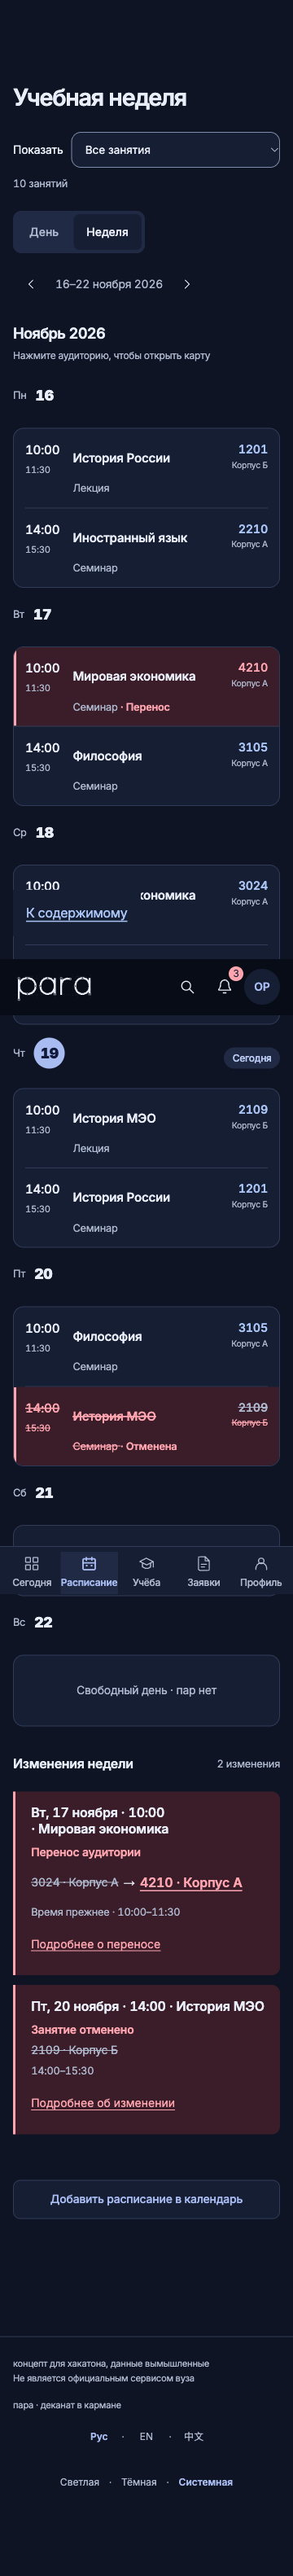 Учебная неделя
Показать
Все занятия
10 занятий
День
Неделя
16–22 ноября 2026
Ноябрь 2026
Нажмите аудиторию, чтобы открыть карту
Пн 16
10:00
11:30
История России
Лекция
1201
Корпус Б
14:00
15:30
Иностранный язык
Семинар
2210
Корпус А
Вт 17
10:00
11:30
Мировая экономика
Семинар · Перенос
4210
Корпус А
14:00
15:30
Философия
Семинар
3105
Корпус А
Ср 18
10:00
кономика
3024
Корпус А
К содержимому
para
3
ОР
Чт 19
Сегодня
10:00
11:30
История МЭО
Лекция
2109
Корпус Б
14:00
15:30
История России
Семинар
1201
Корпус Б
Пт 20
10:00
11:30
Философия
Семинар
3105
Корпус А
14:00
15:30
История МЭО
Семинар · Отменена
2109
Корпус Б
Сб 21
Сегодня
Расписание
Учёба
Заявки
Профиль
Вс 22
Свободный день · пар нет
Изменения недели
2 изменения
Вт, 17 ноября · 10:00
· Мировая экономика
Перенос аудитории
3024 · Корпус А → 4210 · Корпус А
Время прежнее · 10:00–11:30
Подробнее о переносе
Пт, 20 ноября · 14:00 · История МЭО
Занятие отменено
2109 · Корпус Б
14:00–15:30
Подробнее об изменении
Добавить расписание в календарь
концепт для хакатона, данные вымышленные
Не является официальным сервисом вуза
пара · деканат в кармане
Рус · EN · 中文
Светлая · Тёмная · Системная